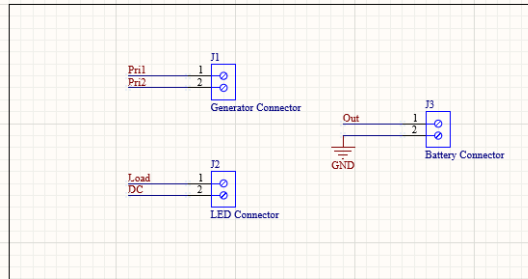 J1
Pri1 1
Pri2 2
Generator Connector
J3
Out 1
2
GND
Battery Connector
J2
Load 1
DC 2
LED Connector